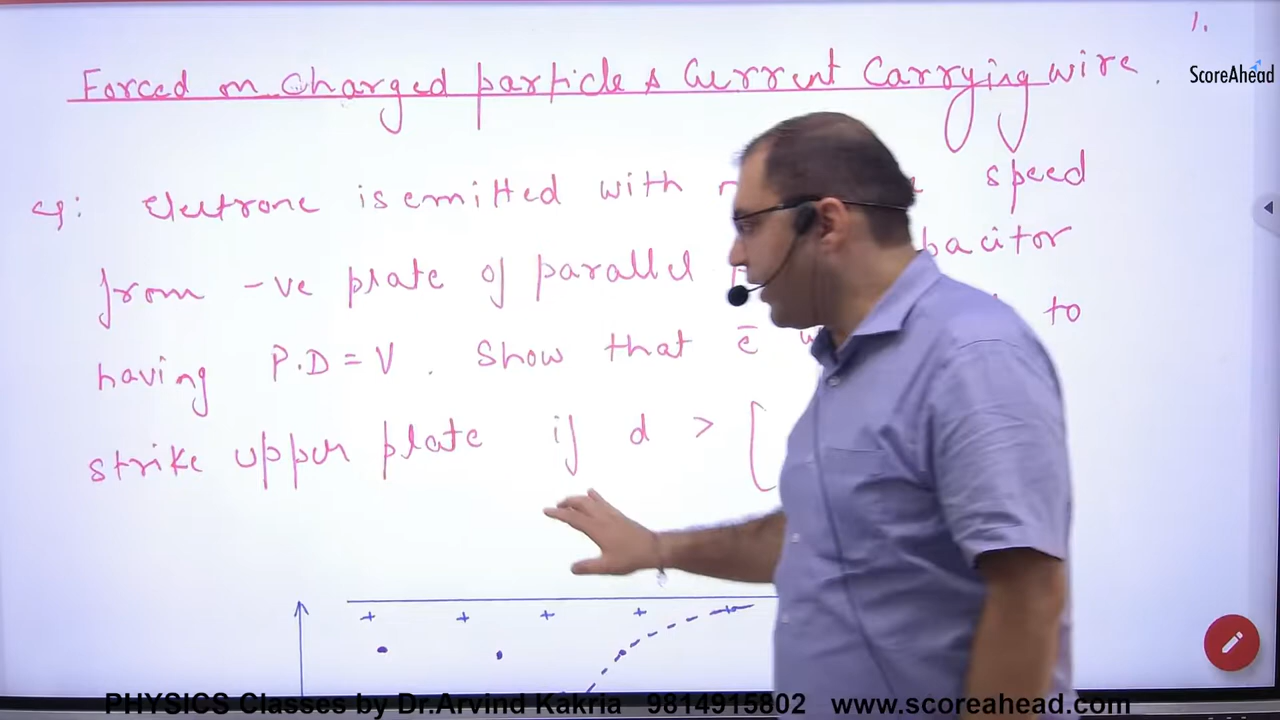 1.
ScoreAhead
Forced on Charged particle & Current Carrying wire.
Q: Electrone is emitted with speed
from -ve plate of parallel
having P.D = V. Show that e̅ to
strike upper plate if d > [
+ + + + +
PHYSICS Classes by Dr.Arvind Kakria 9814915802 www.scoreahead.com